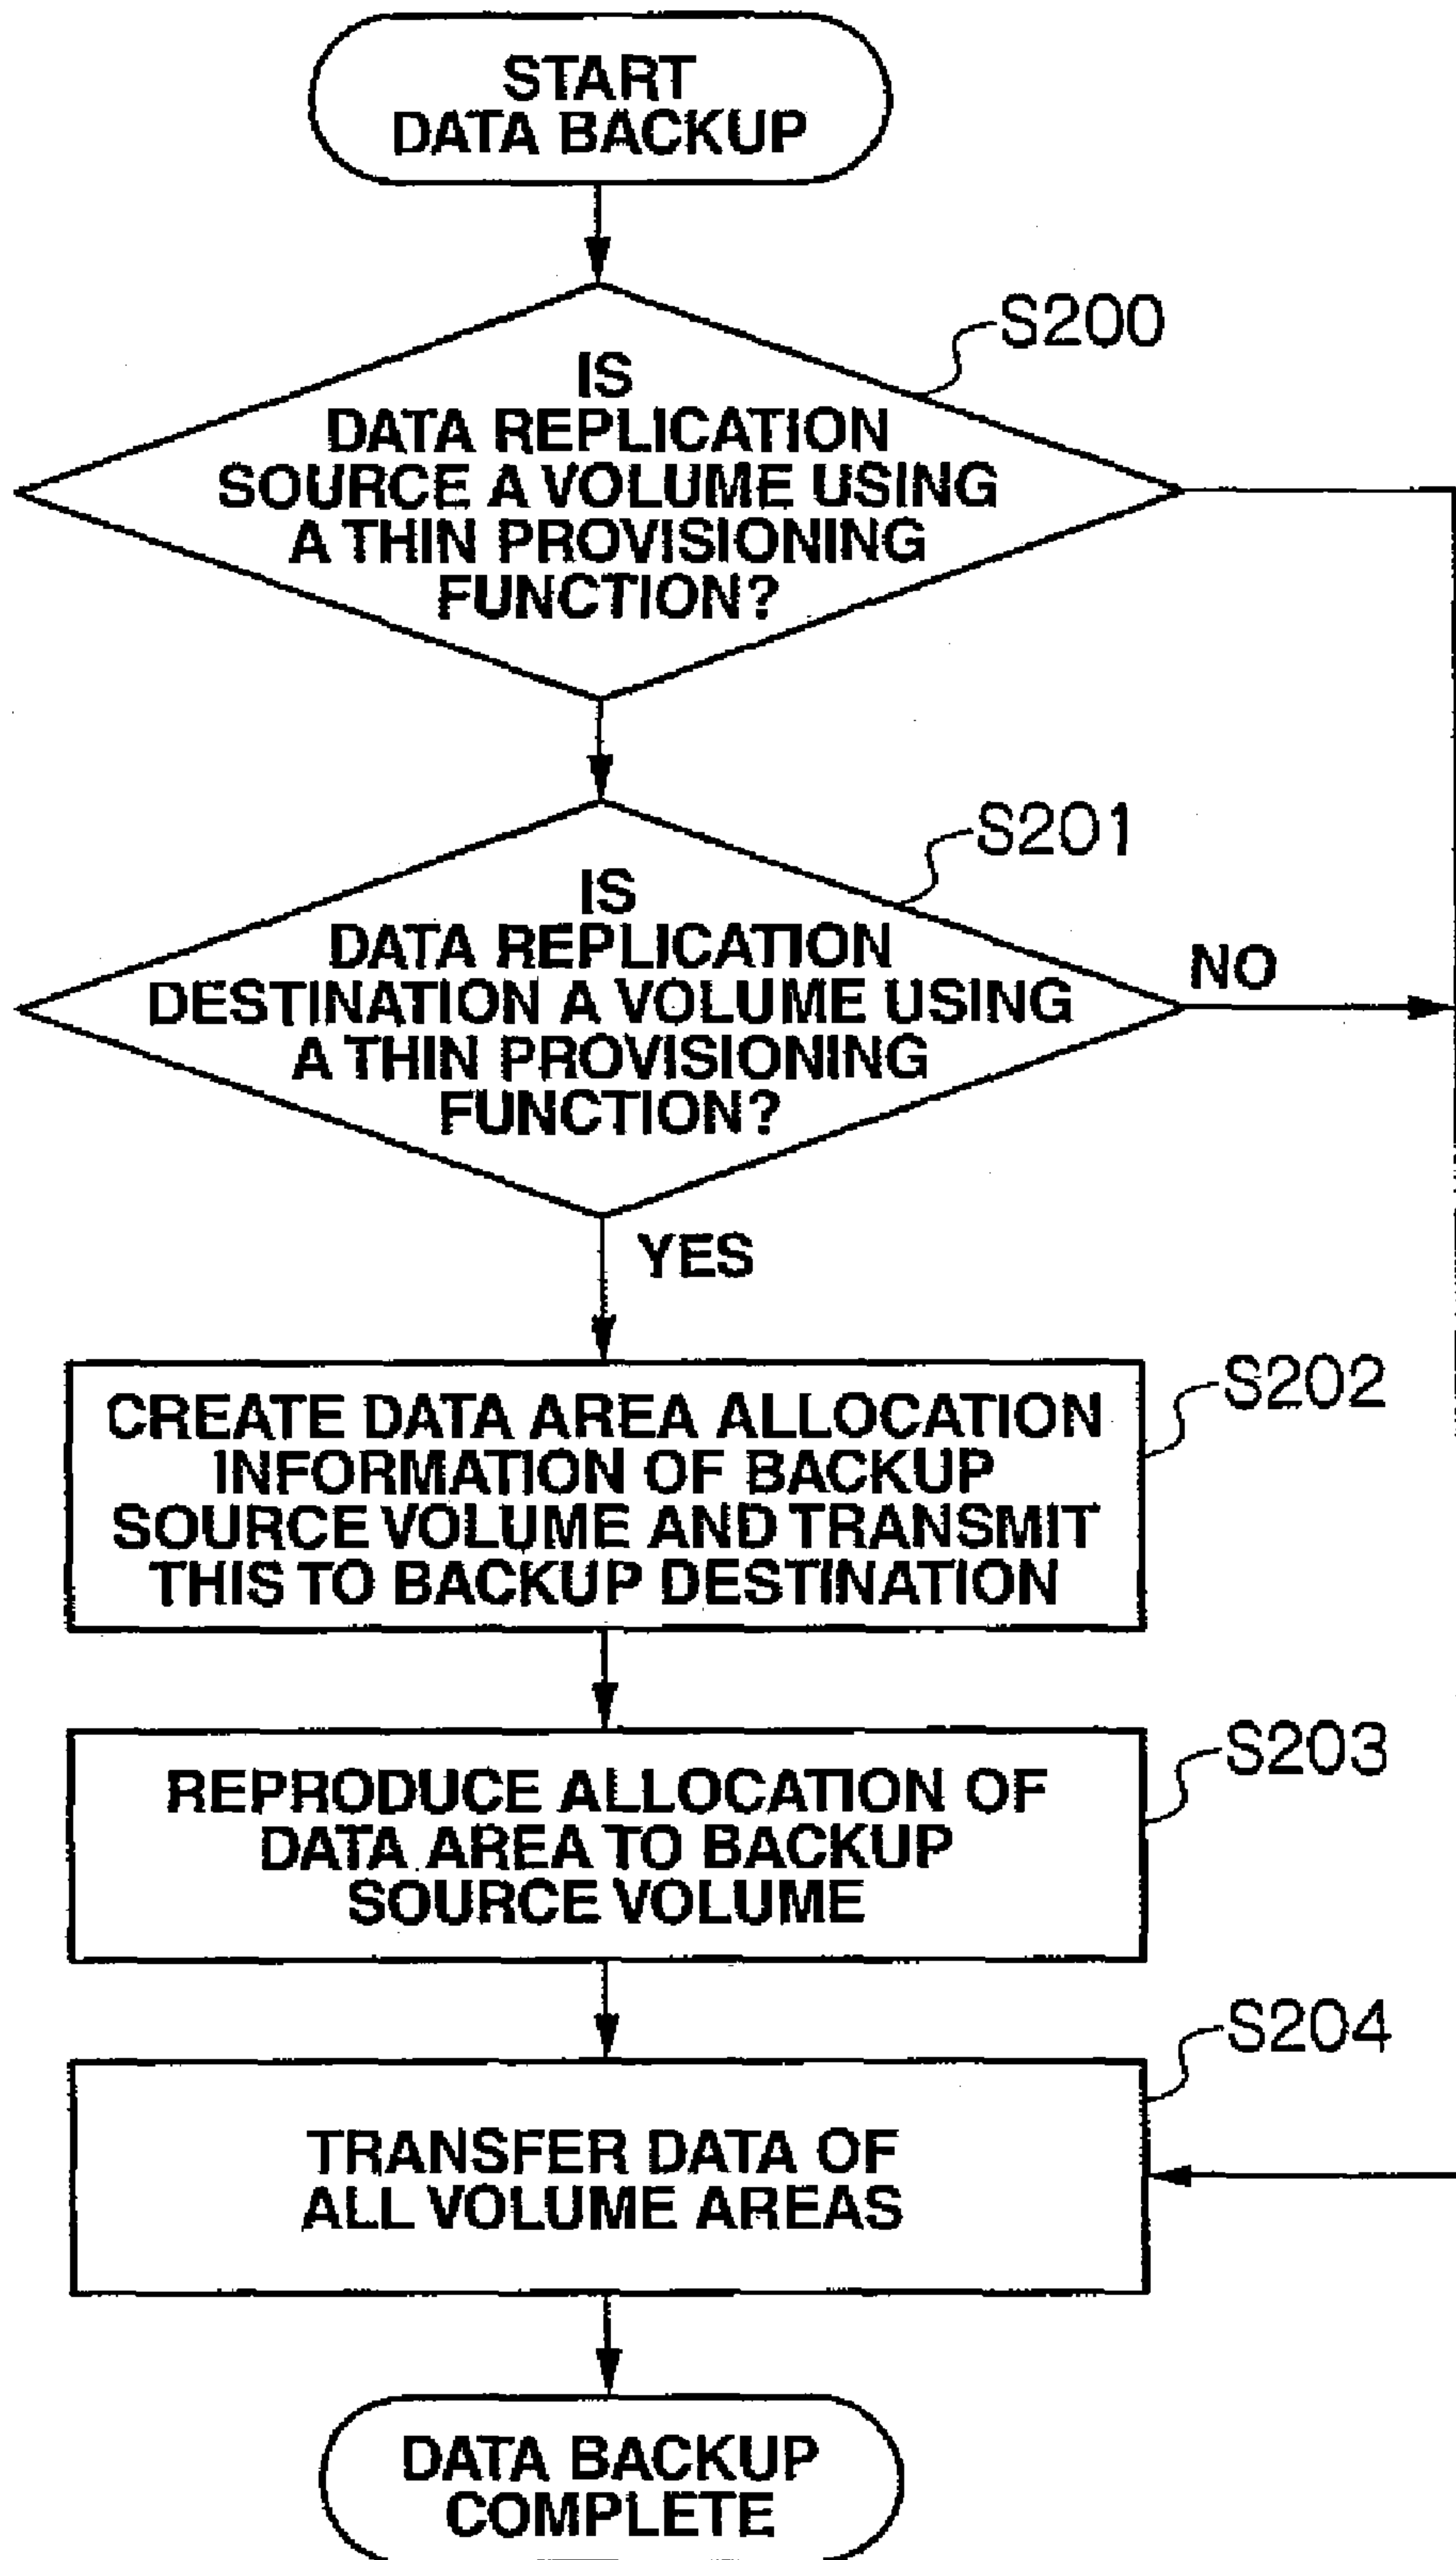 START
DATA BACKUP
S200
IS
DATA REPLICATION
SOURCE A VOLUME USING
A THIN PROVISIONING
FUNCTION?
S201
IS
DATA REPLICATION
DESTINATION A VOLUME USING
A THIN PROVISIONING
FUNCTION?
NO
YES
S202
CREATE DATA AREA ALLOCATION
INFORMATION OF BACKUP
SOURCE VOLUME AND TRANSMIT
THIS TO BACKUP DESTINATION
S203
REPRODUCE ALLOCATION OF
DATA AREA TO BACKUP
SOURCE VOLUME
S204
TRANSFER DATA OF
ALL VOLUME AREAS
DATA BACKUP
COMPLETE